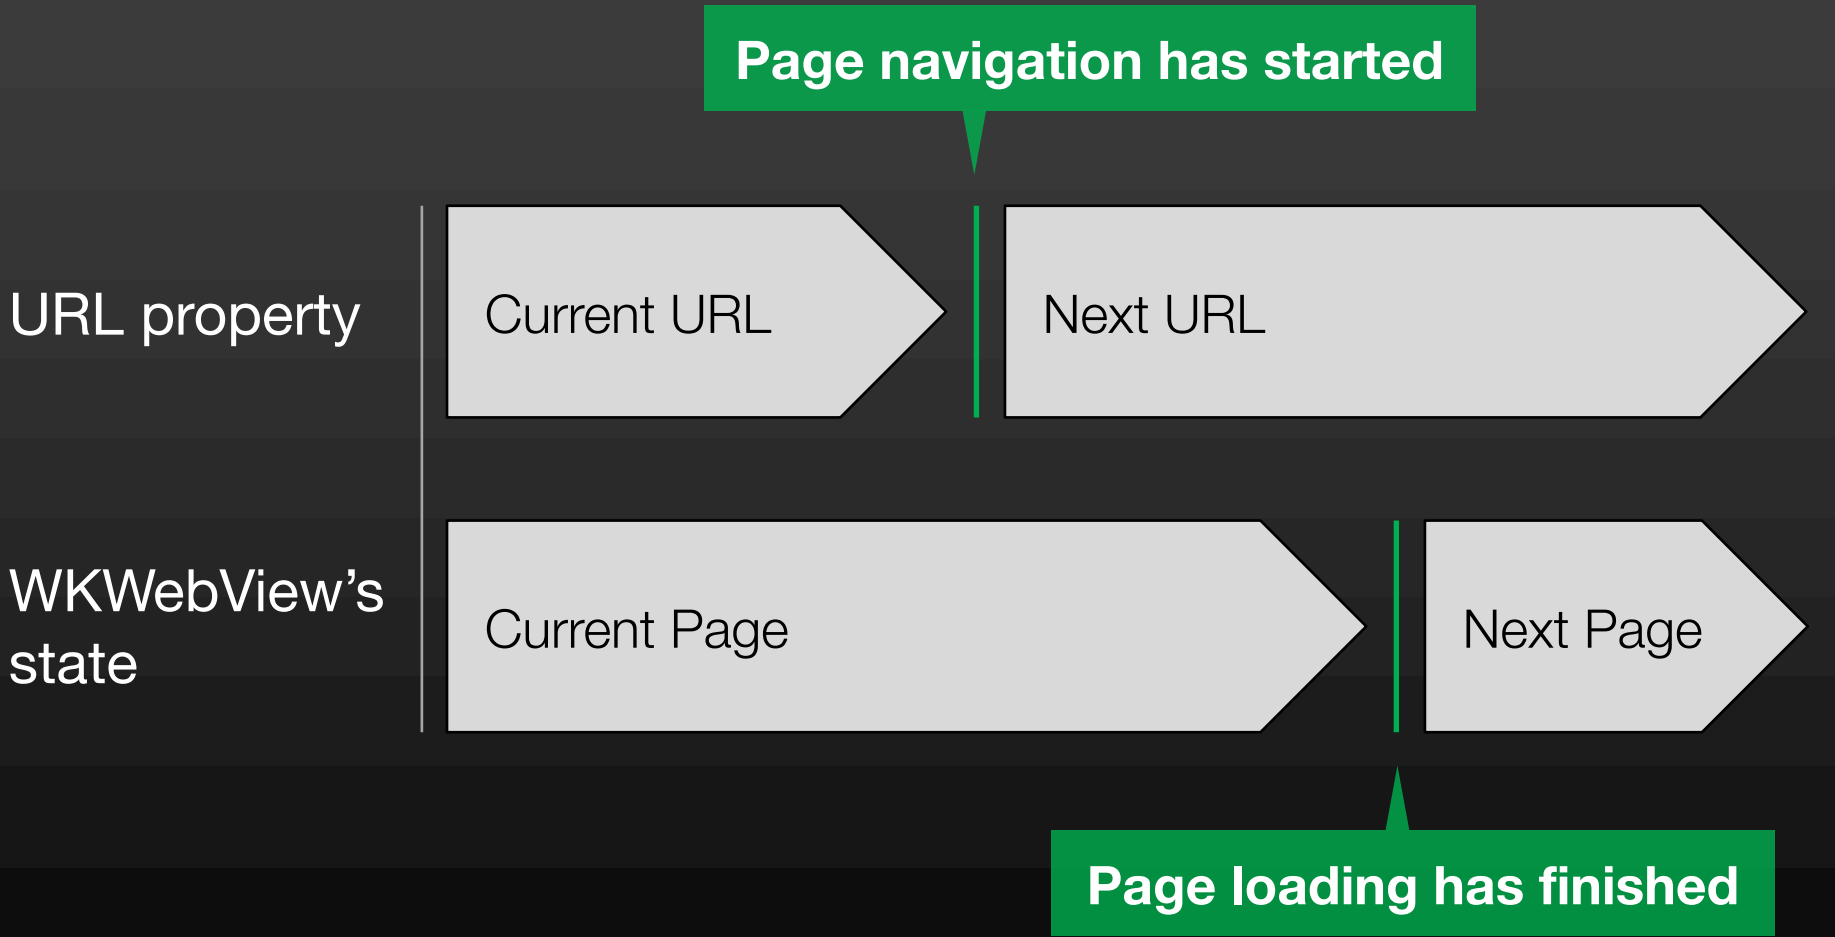 Page navigation has started
URL property
Current URL
Next URL
WKWebView’s
state
Current Page
Next Page
Page loading has finished